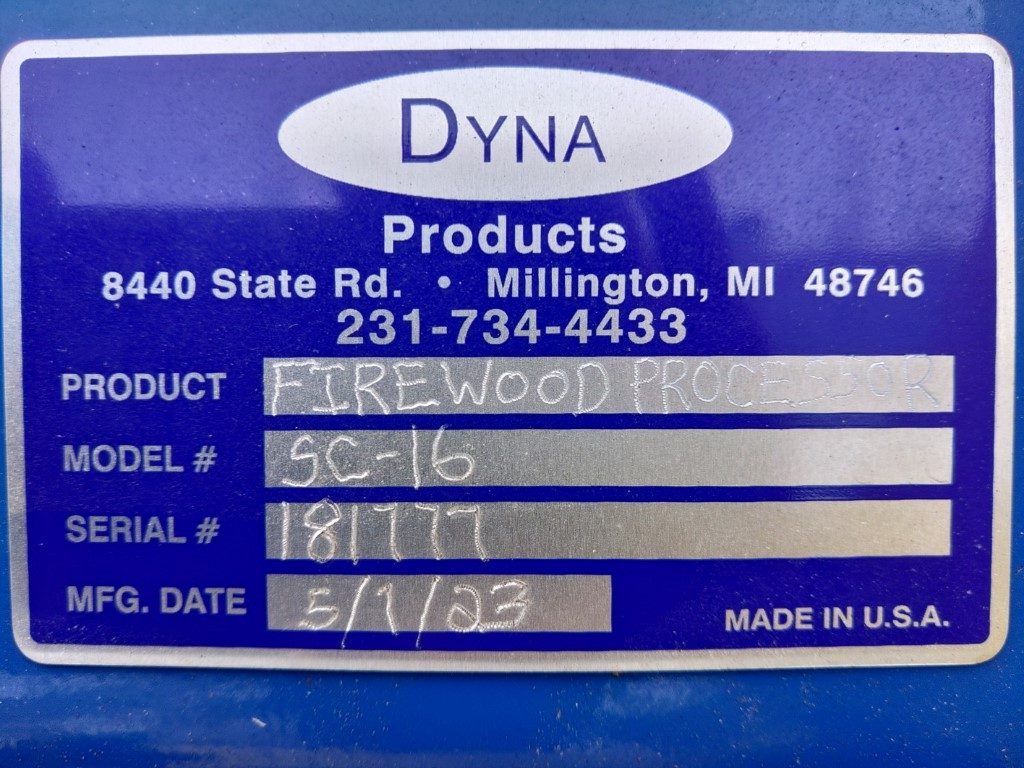 DYNA
Products
8440 State Rd. • Millington, MI 48746
231-734-4433
PRODUCT FIREWOOD PROCESSOR
MODEL # SC-16
SERIAL # 181777
MFG. DATE 5/1/23
MADE IN U.S.A.